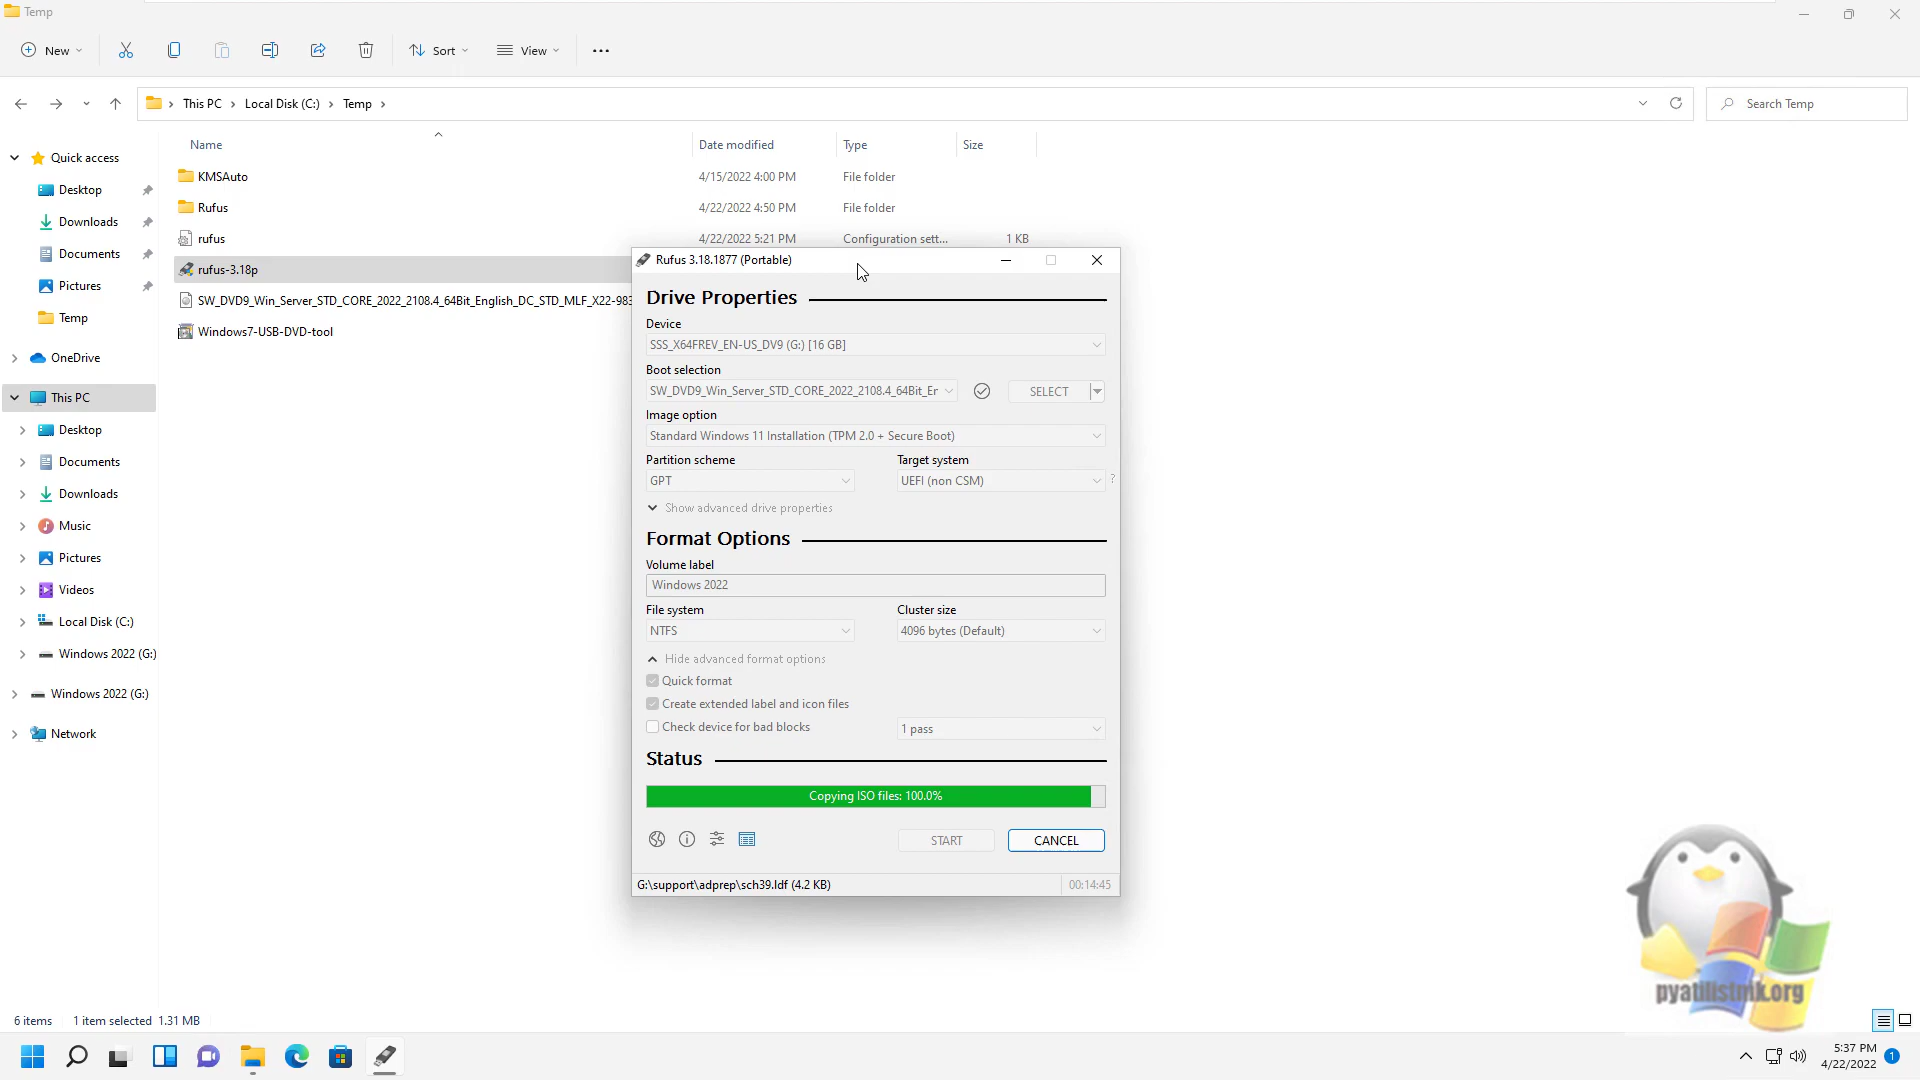 Temp
New
Sort
View
This PC
Local Disk (C:)
Temp
Search Temp
Name
Date modified
Type
Size
Quick access
Desktop
Downloads
Documents
Pictures
Temp
OneDrive
This PC
Desktop
Documents
Downloads
Music
Pictures
Videos
Local Disk (C:)
Windows 2022 (G:)
Windows 2022 (G:)
Network
KMSAuto 4/15/2022 4:00 PM File folder
Rufus 4/22/2022 4:50 PM File folder
rufus 4/22/2022 5:21 PM Configuration sett... 1 KB
rufus-3.18p
SW_DVD9_Win_Server_STD_CORE_2022_2108.4_64Bit_English_DC_STD_MLF_X22-983
Windows7-USB-DVD-tool
Rufus 3.18.1877 (Portable)
Drive Properties
Device
SSS_X64FREV_EN-US_DV9 (G:) [16 GB]
Boot selection
SW_DVD9_Win_Server_STD_CORE_2022_2108.4_64Bit_Er
SELECT
Image option
Standard Windows 11 Installation (TPM 2.0 + Secure Boot)
Partition scheme
Target system
GPT
UEFI (non CSM)
?
Show advanced drive properties
Format Options
Volume label
Windows 2022
File system
Cluster size
NTFS
4096 bytes (Default)
Hide advanced format options
Quick format
Create extended label and icon files
Check device for bad blocks
1 pass
Status
Copying ISO files: 100.0%
START
CANCEL
G:\support\adprep\sch39.ldf (4.2 KB)
00:14:45
pyatilistnik.org
6 items
1 item selected 1.31 MB
5:37 PM
4/22/2022
1